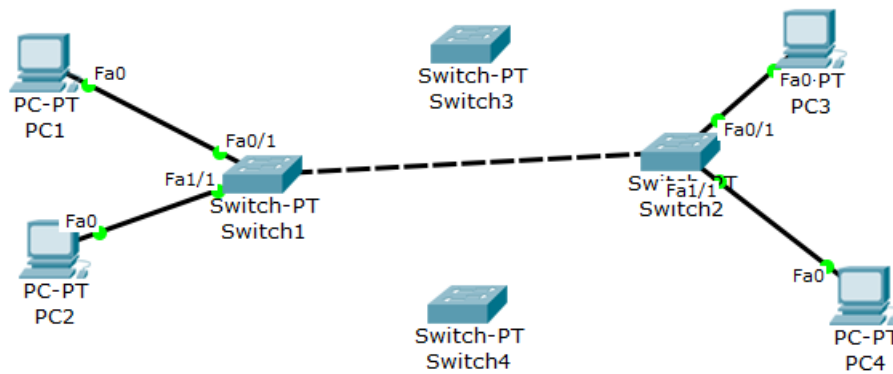 Fa0
PC-PT
PC1
Fa0/1
Fa1/1
Switch-PT
Switch1
Fa0
PC-PT
PC2
Switch-PT
Switch3
Switch-PT
Switch4
Fa0
PT
PC3
Fa0/1
Fa1/1
Switch2
Fa0
PC-PT
PC4